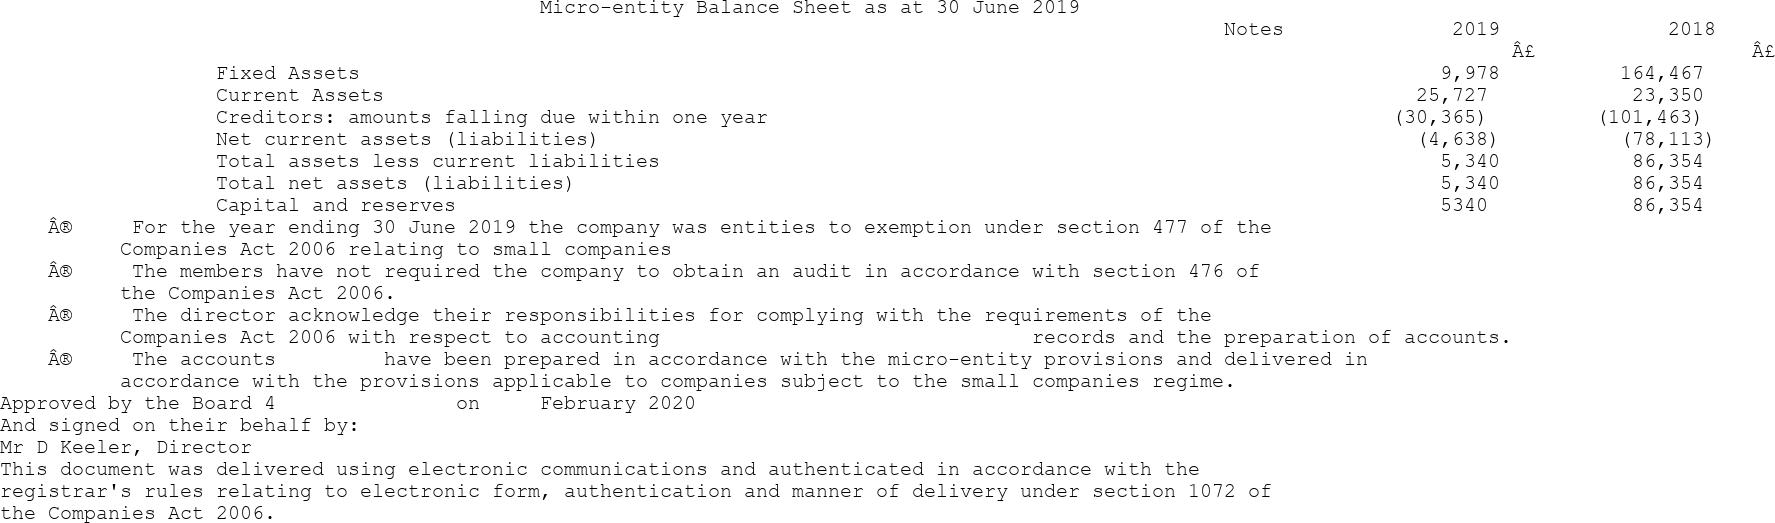 Micro-entity Balance Sheet as at 30 June 2019
Notes 2019 2018
Â£ Â£
Fixed Assets 9,978 164,467
Current Assets 25,727 23,350
Creditors: amounts falling due within one year (30,365) (101,463)
Net current assets (liabilities) (4,638) (78,113)
Total assets less current liabilities 5,340 86,354
Total net assets (liabilities) 5,340 86,354
Capital and reserves 5340 86,354
Â® For the year ending 30 June 2019 the company was entities to exemption under section 477 of the
Companies Act 2006 relating to small companies
Â® The members have not required the company to obtain an audit in accordance with section 476 of
the Companies Act 2006.
Â® The director acknowledge their responsibilities for complying with the requirements of the
Companies Act 2006 with respect to accounting records and the preparation of accounts.
Â® The accounts have been prepared in accordance with the micro-entity provisions and delivered in
accordance with the provisions applicable to companies subject to the small companies regime.
Approved by the Board 4 on February 2020
And signed on their behalf by:
Mr D Keeler, Director
This document was delivered using electronic communications and authenticated in accordance with the
registrar's rules relating to electronic form, authentication and manner of delivery under section 1072 of
the Companies Act 2006.